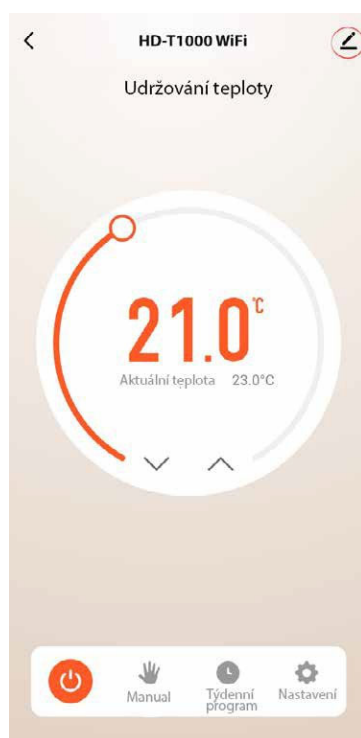 HD-T1000 WiFi
Udržování teploty
21.0°C
Aktuální teplota 23.0°C
Manual
Týdenní
program
Nastavení